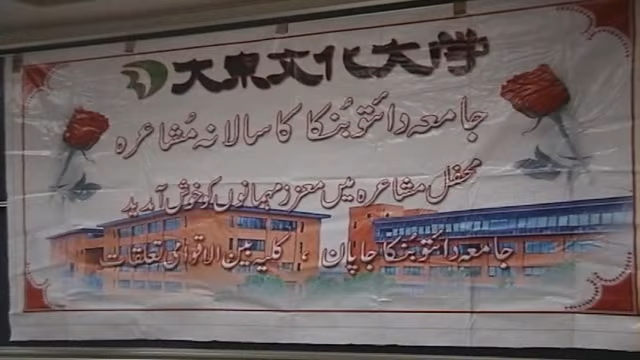 大東文化大学
جامعہ دائتو بُنکا کا سالانہ مُشاعرہ
محفل مشاعرہ میں معزز مہمانوں کو خوش آمدید
جامعہ دائتو بُنکا جاپان ، کلیہ بین الاقوامی تعلقات